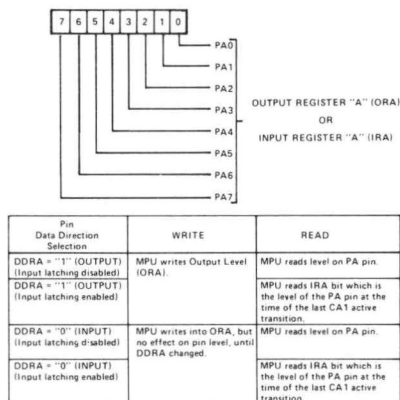 7 6 5 4 3 2 1 0
PA0
PA1
PA2
PA3
PA4
PA5
PA6
PA7
OUTPUT REGISTER "A" (ORA)
OR
INPUT REGISTER "A" (IRA)
Pin
Data Direction
Selection
WRITE
READ
DDRA = "1" (OUTPUT)
(Input latching disabled)
MPU writes Output Level
(ORA).
MPU reads level on PA pin.
DDRA = "1" (OUTPUT)
(Input latching enabled)
MPU reads IRA bit which is
the level of the PA pin at the
time of the last CA1 active
transition.
DDRA = "0" (INPUT)
(Input latching disabled)
MPU writes into ORA, but
no effect on pin level, until
DDRA changed.
MPU reads level on PA pin.
DDRA = "0" (INPUT)
(Input latching enabled)
MPU reads IRA bit which is
the level of the PA pin at the
time of the last CA1 active
transition.